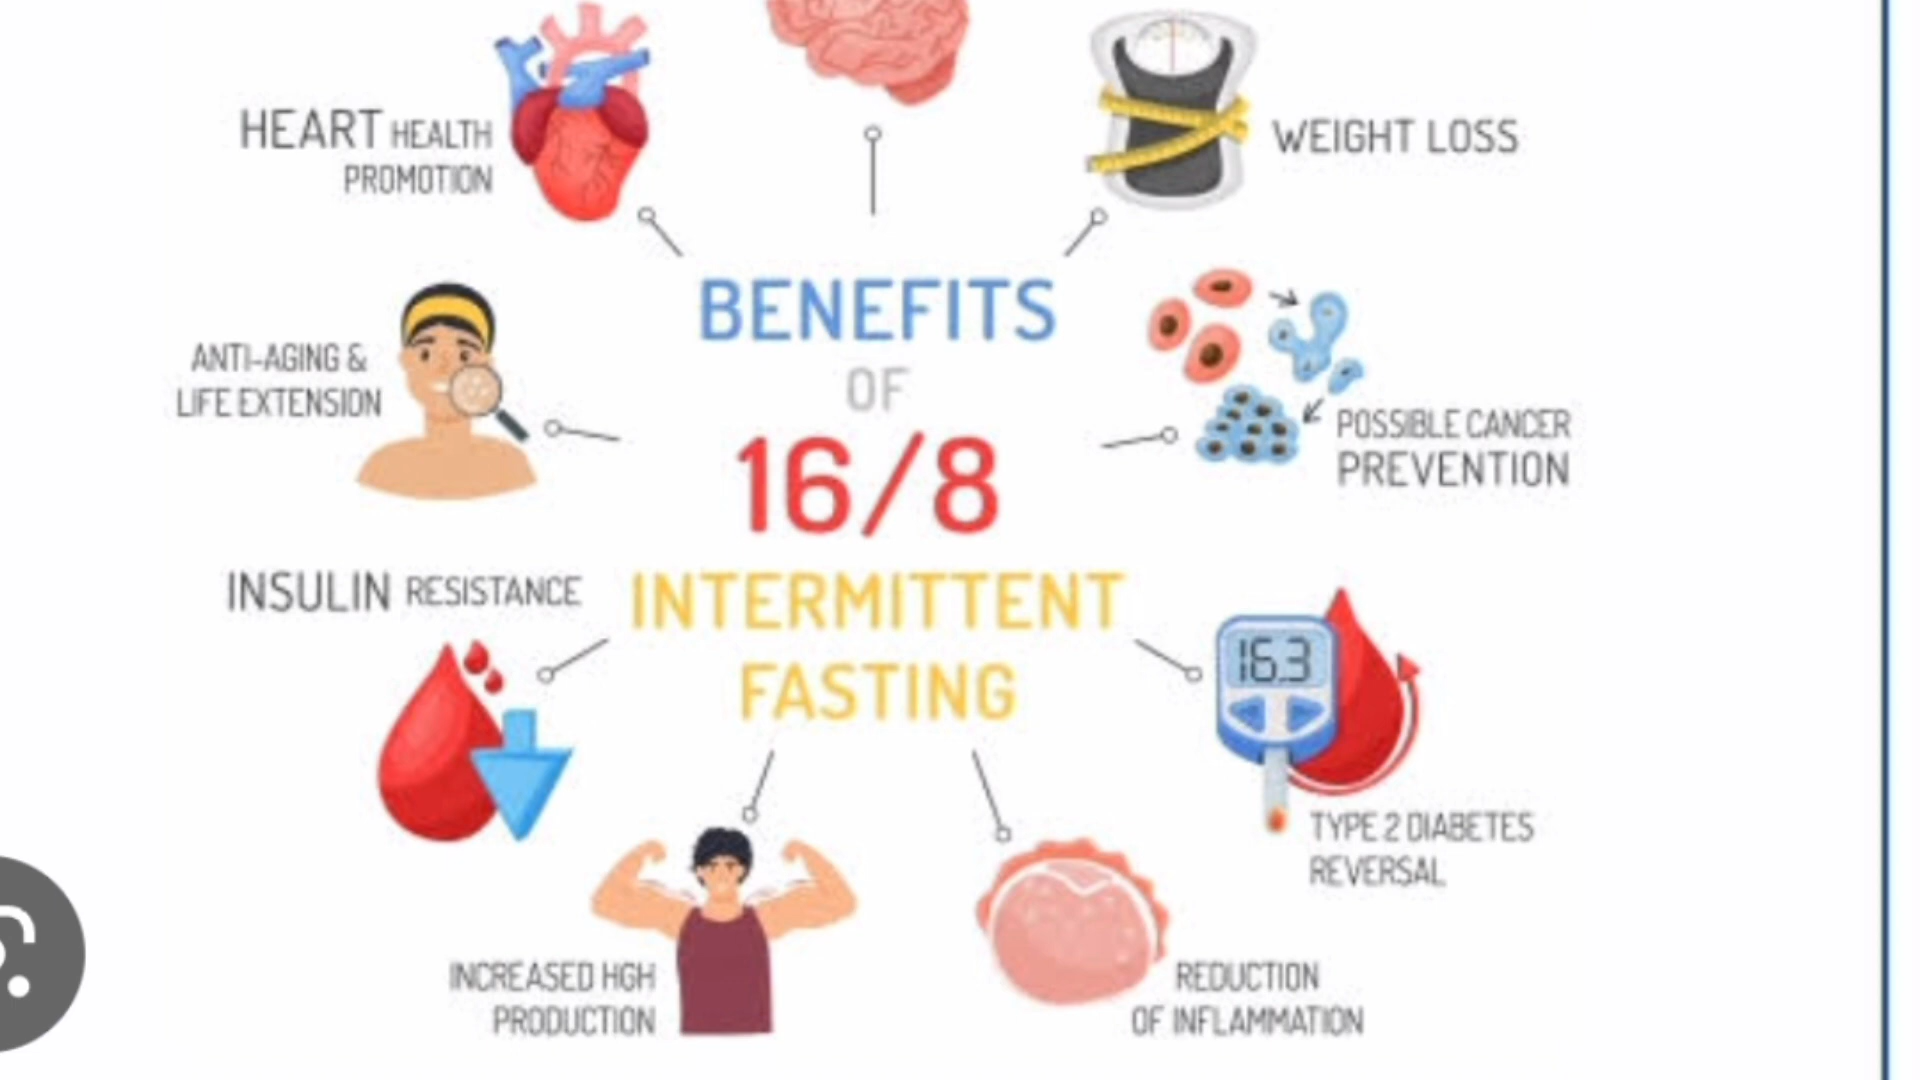 HEART HEALTH
PROMOTION
WEIGHT LOSS
BENEFITS
OF
16/8
INTERMITTENT
FASTING
ANTI-AGING &
LIFE EXTENSION
POSSIBLE CANCER
PREVENTION
INSULIN RESISTANCE
16.3
TYPE 2 DIABETES
REVERSAL
INCREASED HGH
PRODUCTION
REDUCTION
OF INFLAMMATION